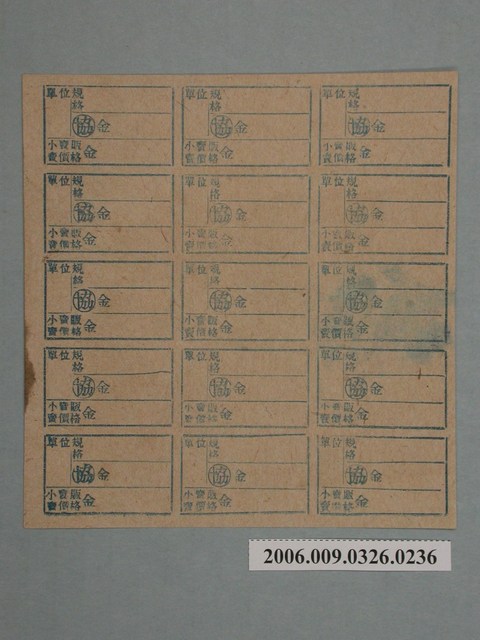 單位規
格
協 金
小賣販 金
賣價格
單位規
格
協 金
小賣販 金
賣價格
單位規
格
協 金
小賣販 金
賣價格
單位規
格
協 金
小賣販 金
賣價格
單位規
格
協 金
小賣販 金
賣價格
單位規
格
協 金
小賣販 金
賣價格
單位規
格
協 金
小賣販 金
賣價格
單位規
格
協 金
小賣販 金
賣價格
單位規
格
協 金
小賣販 金
賣價格
單位規
格
協 金
小賣販 金
賣價格
單位規
格
協 金
小賣販 金
賣價格
單位規
格
協 金
小賣販 金
賣價格
單位規
格
協 金
小賣販 金
賣價格
單位規
格
協 金
小賣販 金
賣價格
單位規
格
協 金
小賣販 金
賣價格
2006.009.0326.0236